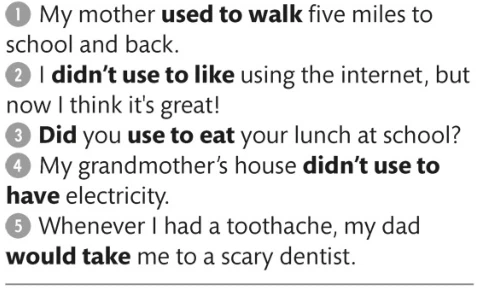 1 My mother used to walk five miles to
school and back.
2 I didn’t use to like using the internet, but
now I think it's great!
3 Did you use to eat your lunch at school?
4 My grandmother’s house didn’t use to
have electricity.
5 Whenever I had a toothache, my dad
would take me to a scary dentist.